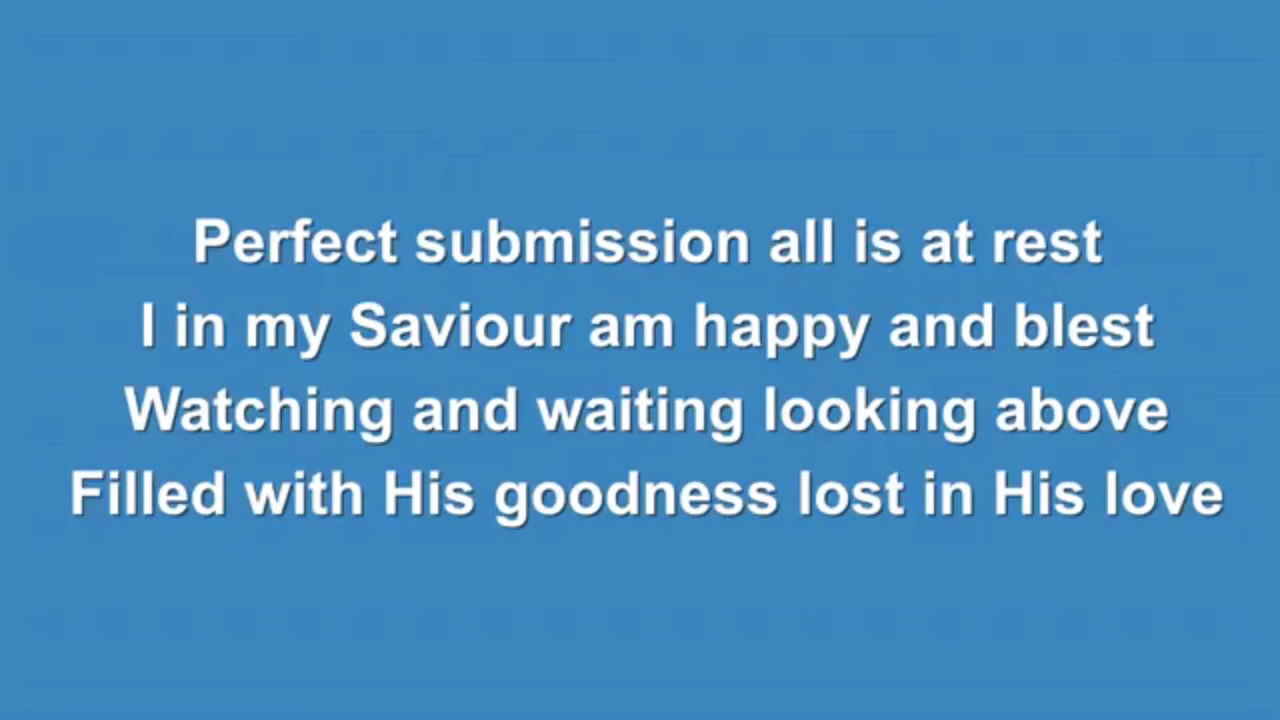 Perfect submission all is at rest
I in my Saviour am happy and blest
Watching and waiting looking above
Filled with His goodness lost in His love